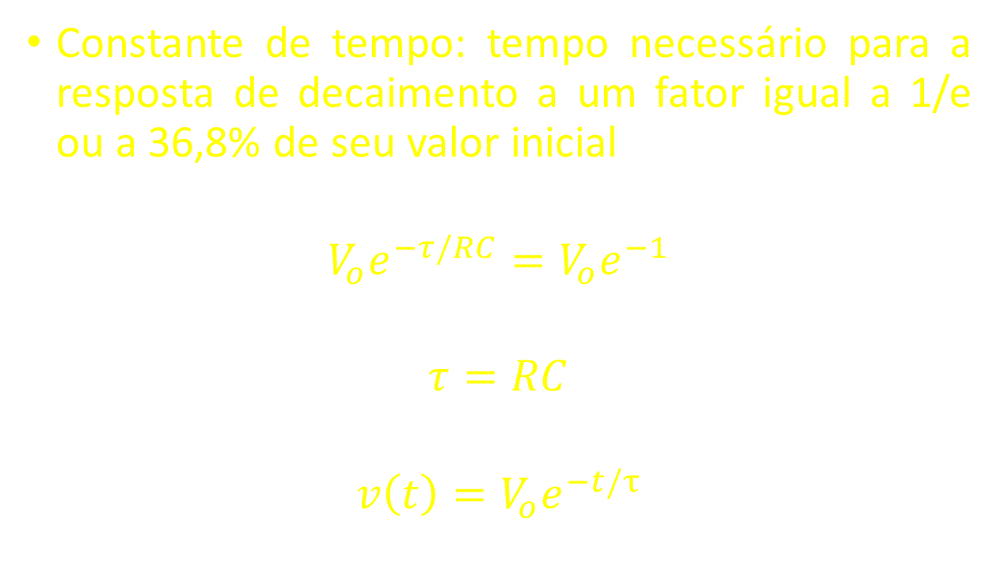 • Constante de tempo: tempo necessário para a
resposta de decaimento a um fator igual a 1/e
ou a 36,8% de seu valor inicial
$V_o e^{-\tau/RC} = V_o e^{-1}$
$\tau = RC$
$v(t) = V_o e^{-t/\tau}$